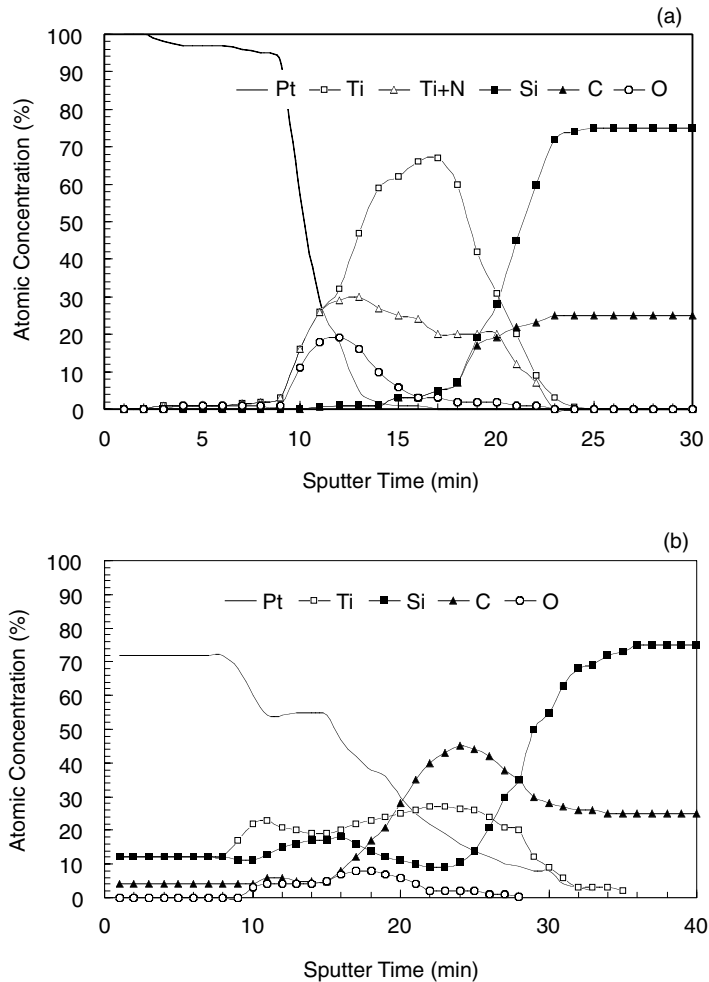 (a)
100
90
80
70
60
50
40
30
20
10
0
Atomic Concentration (%)
Pt Ti Ti+N Si C O
0 5 10 15 20 25 30
Sputter Time (min)
(b)
100
90
80
70
60
50
40
30
20
10
0
Atomic Concentration (%)
Pt Ti Si C O
0 10 20 30 40
Sputter Time (min)